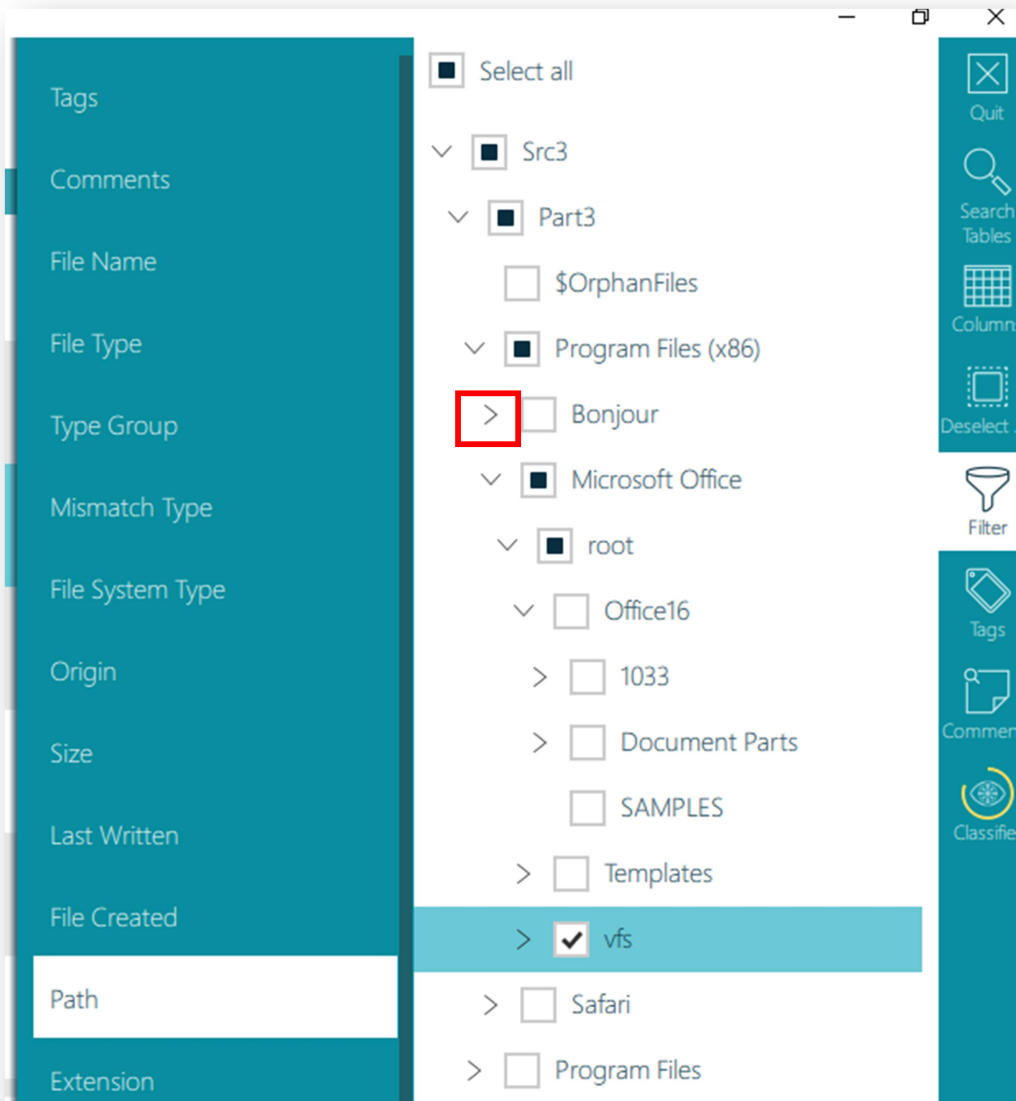 Tags
Comments
File Name
File Type
Type Group
Mismatch Type
File System Type
Origin
Size
Last Written
File Created
Path
Extension
Select all
Src3
Part3
$OrphanFiles
Program Files (x86)
Bonjour
Microsoft Office
root
Office16
1033
Document Parts
SAMPLES
Templates
vfs
Safari
Program Files
Quit
Search
Tables
Column
Deselect
Filter
Tags
Commen
Classifie